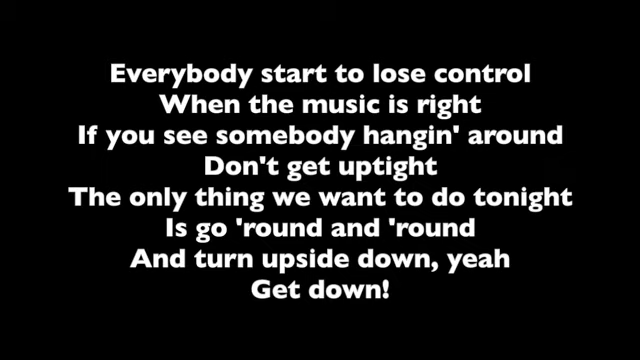 Everybody start to lose control
When the music is right
If you see somebody hangin' around
Don't get uptight
The only thing we want to do tonight
Is go 'round and 'round
And turn upside down, yeah
Get down!